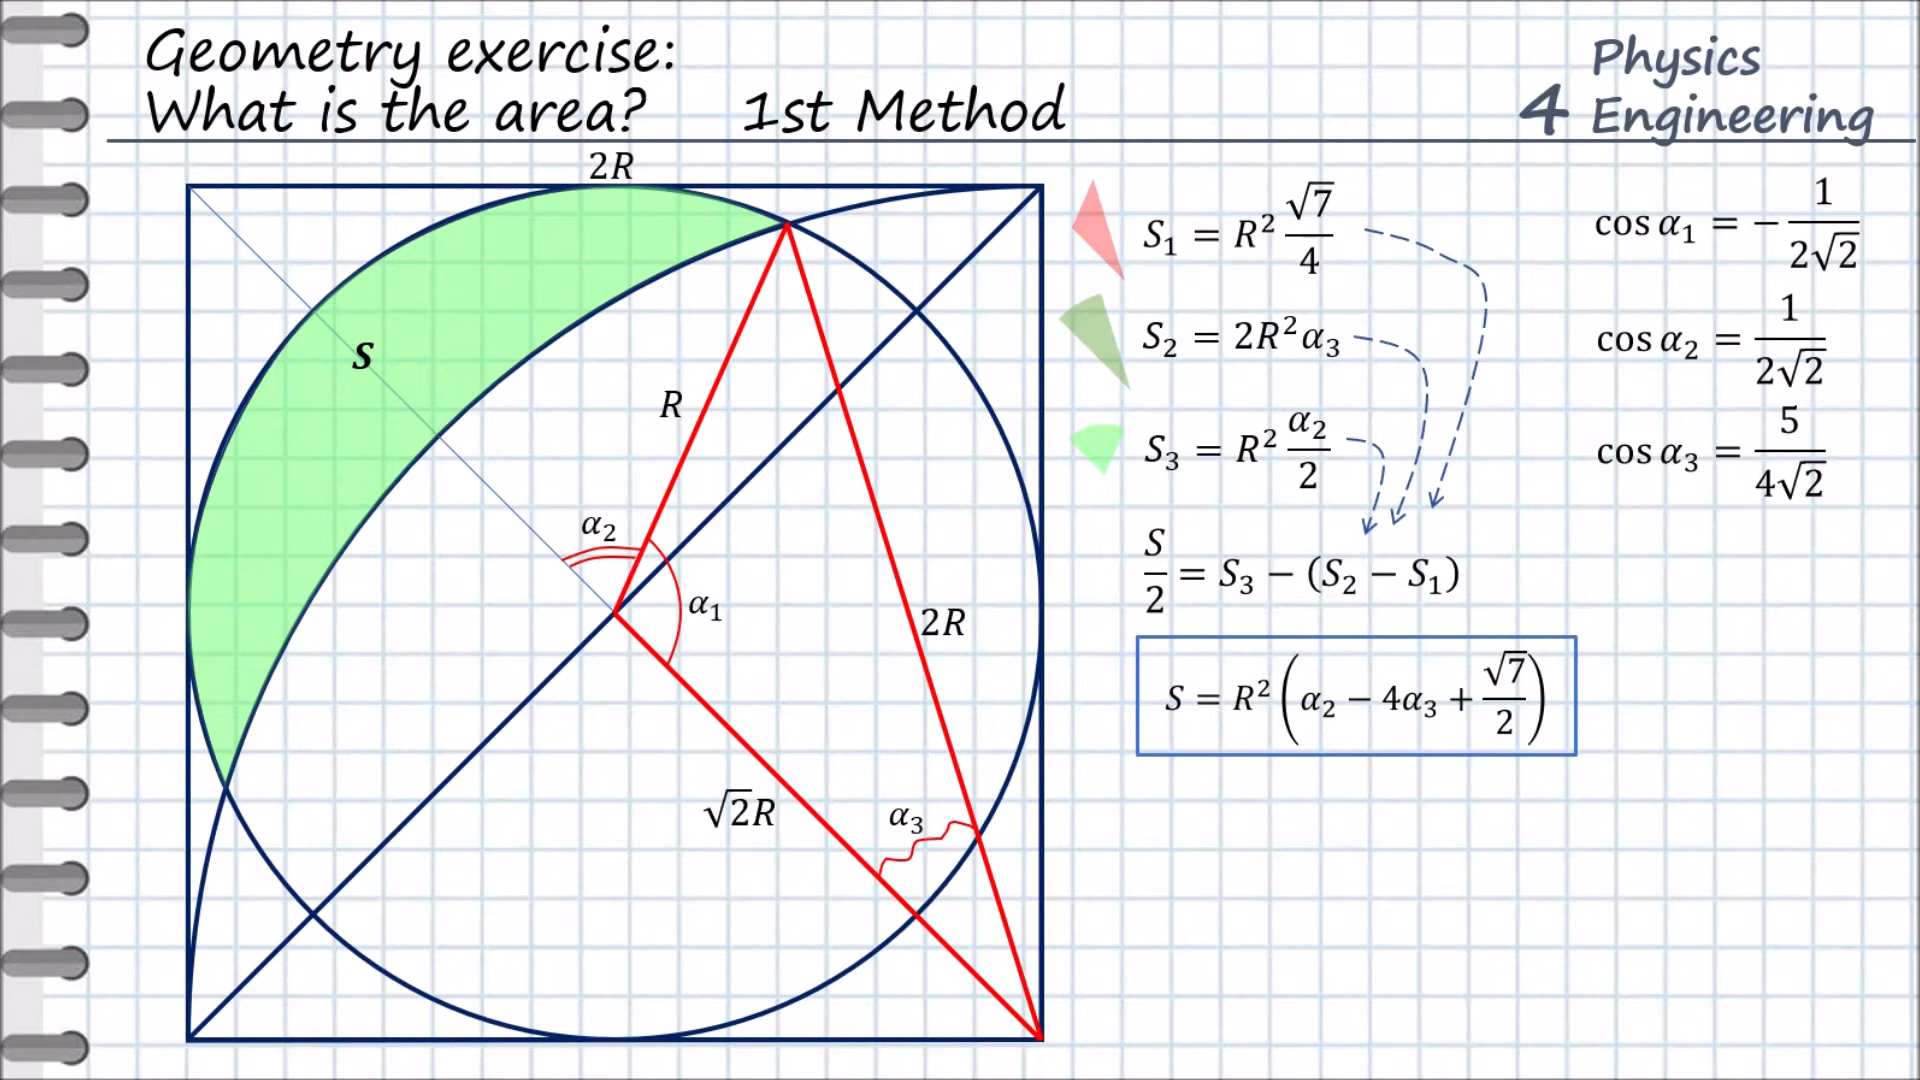 Geometry exercise:
What is the area? 1st Method
Physics
4 Engineering
2R
S
R
α₂
α₁
2R
√2R
α₃
S₁ = R² √7/4
S₂ = 2R²α₃
S₃ = R² α₂/2
S/2 = S₃ − (S₂ − S₁)
S = R² (α₂ − 4α₃ + √7/2)
cos α₁ = − 1/(2√2)
cos α₂ = 1/(2√2)
cos α₃ = 5/(4√2)